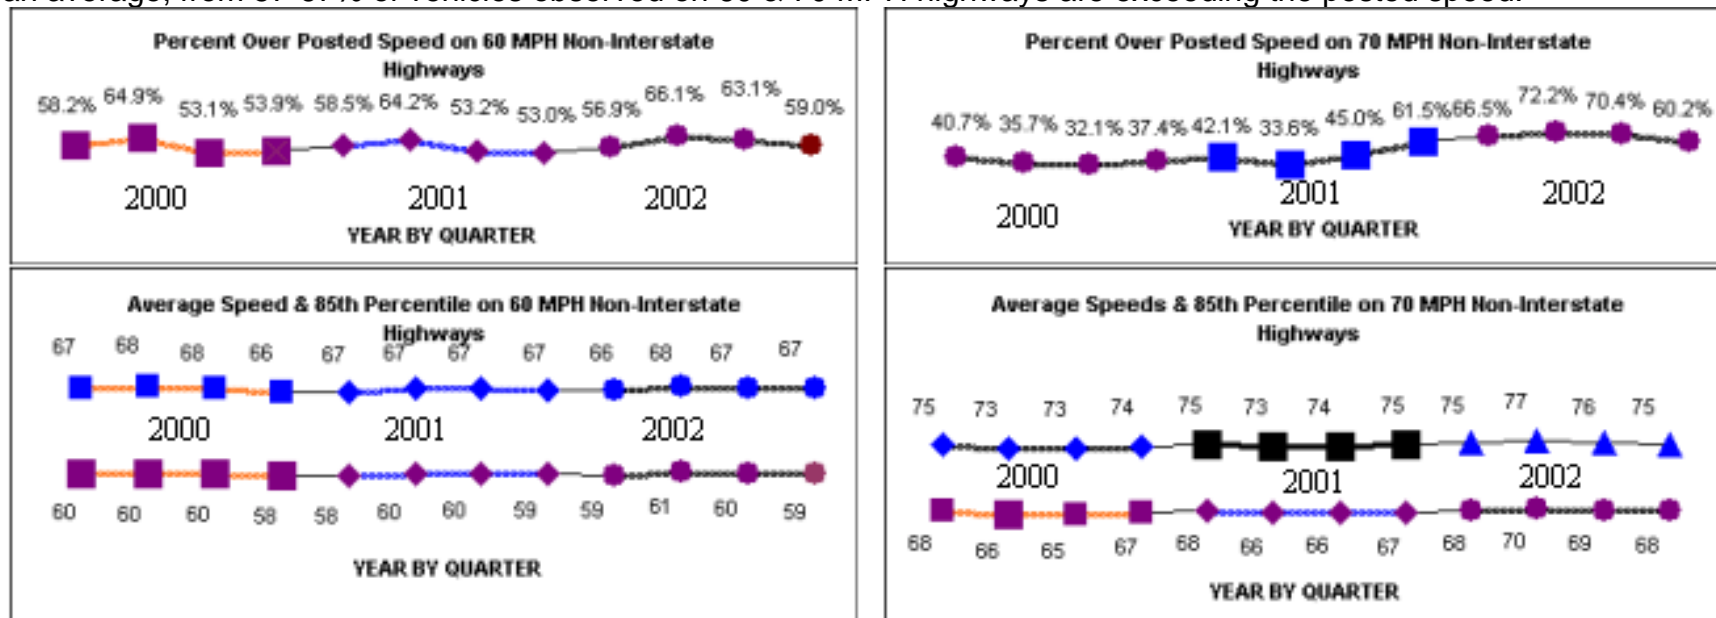 Percent Over Posted Speed on 60 MPH Non-Interstate
Highways
58.2% 64.9% 53.1% 53.9% 58.5% 64.2% 53.2% 53.0% 56.9% 66.1% 63.1% 59.0%
2000 2001 2002
YEAR BY QUARTER
Percent Over Posted Speed on 70 MPH Non-Interstate
Highways
40.7% 35.7% 32.1% 37.4% 42.1% 33.6% 45.0% 61.5% 66.5% 72.2% 70.4% 60.2%
2000 2001 2002
YEAR BY QUARTER
Average Speed & 85th Percentile on 60 MPH Non-Interstate
Highways
67 68 68 66 67 67 67 67 66 68 67 67
2000 2001 2002
60 60 60 58 58 60 60 59 59 61 60 59
YEAR BY QUARTER
Average Speeds & 85th Percentile on 70 MPH Non-Interstate
Highways
75 73 73 74 75 73 74 75 75 77 76 75
2000 2001 2002
68 66 65 67 68 66 66 67 68 70 69 68
YEAR BY QUARTER